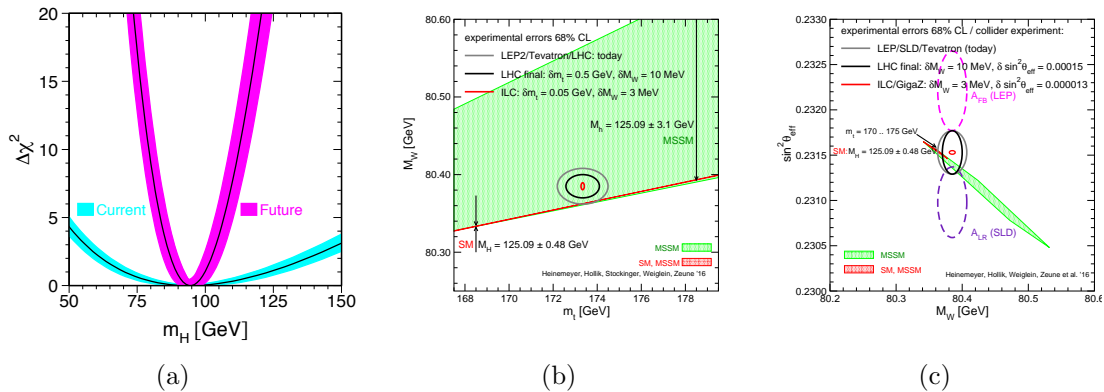 20
15
10
5
0
Δχ²
Current
Future
50
75
100
125
150
m_H [GeV]
(a)
80.60
80.50
80.40
80.30
M_W [GeV]
experimental errors 68% CL
LEP2/Tevatron/LHC: today
LHC final: δm_t = 0.5 GeV, δM_W = 10 MeV
ILC: δm_t = 0.05 GeV, δM_W = 3 MeV
M_h = 125.09 ± 3.1 GeV
MSSM
SM
M_H = 125.09 ± 0.48 GeV
MSSM
SM, MSSM
Heinemeyer, Hollik, Stockinger, Weiglein, Zeune '16
168
170
172
174
176
178
m_t [GeV]
(b)
0.2330
0.2325
0.2320
0.2315
0.2310
0.2305
0.2300
sin²θ_eff
experimental errors 68% CL / collider experiment:
LEP/SLD/Tevatron (today)
LHC final: δM_W = 10 MeV, δ sin²θ_eff = 0.00015
ILC/GigaZ: δM_W = 3 MeV, δ sin²θ_eff = 0.000013
A_FB (LEP)
m_t = 170 .. 175 GeV
SM: M_H = 125.09 ± 0.48 GeV
A_LR (SLD)
MSSM
SM, MSSM
Heinemeyer, Hollik, Weiglein, Zeune et al. '16
80.2
80.3
80.4
80.5
80.6
M_W [GeV]
(c)